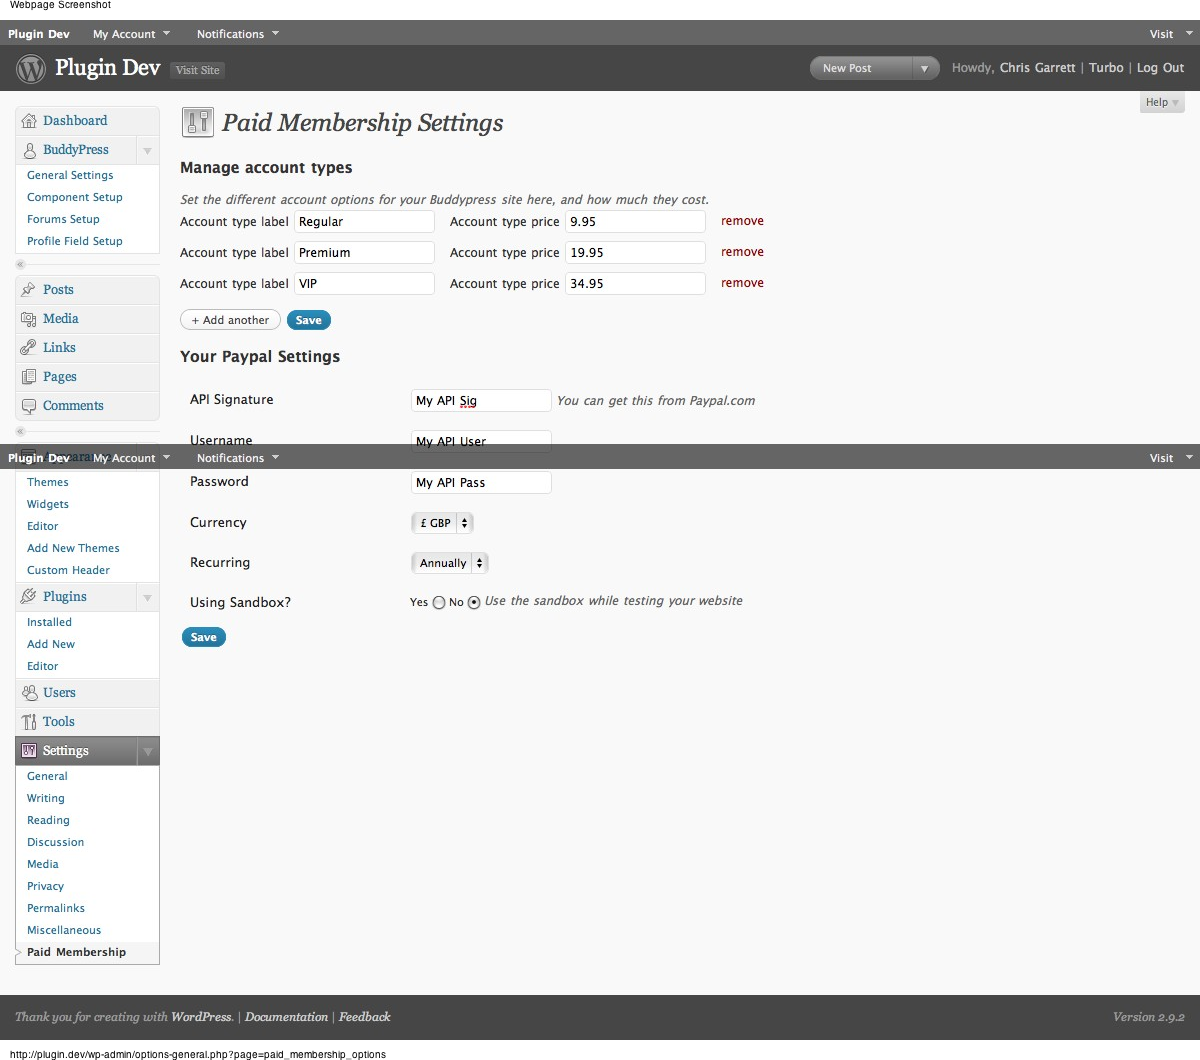 Webpage Screenshot
Plugin Dev My Account Notifications Visit
Plugin Dev Visit Site New Post Howdy, Chris Garrett | Turbo | Log Out
Help
Dashboard
BuddyPress
General Settings
Component Setup
Forums Setup
Profile Field Setup
Posts
Media
Links
Pages
Comments
Appearance
Plugin Dev My Account Notifications Visit
Themes
Widgets
Editor
Add New Themes
Custom Header
Plugins
Installed
Add New
Editor
Users
Tools
Settings
General
Writing
Reading
Discussion
Media
Privacy
Permalinks
Miscellaneous
Paid Membership
Paid Membership Settings
Manage account types
Set the different account options for your Buddypress site here, and how much they cost.
Account type label Regular Account type price 9.95 remove
Account type label Premium Account type price 19.95 remove
Account type label VIP Account type price 34.95 remove
+ Add another Save
Your Paypal Settings
API Signature My API Sig You can get this from Paypal.com
Username My API User
Password My API Pass
Currency £ GBP
Recurring Annually
Using Sandbox? Yes No Use the sandbox while testing your website
Save
Thank you for creating with WordPress. | Documentation | Feedback Version 2.9.2
http://plugin.dev/wp-admin/options-general.php?page=paid_membership_options